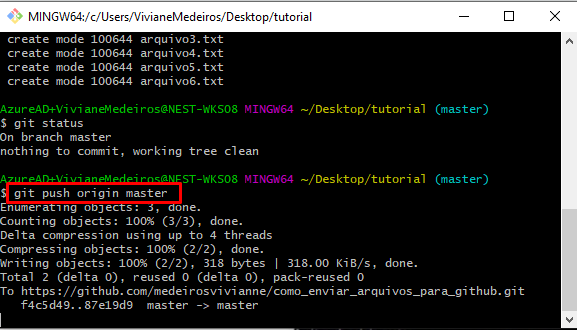 MINGW64:/c/Users/VivianeMedeiros/Desktop/tutorial
create mode 100644 arquivo3.txt
create mode 100644 arquivo4.txt
create mode 100644 arquivo5.txt
create mode 100644 arquivo6.txt
AzureAD+VivianeMedeiros@NEST-WKS08 MINGW64 ~/Desktop/tutorial (master)
$ git status
On branch master
nothing to commit, working tree clean
AzureAD+VivianeMedeiros@NEST-WKS08 MINGW64 ~/Desktop/tutorial (master)
$ git push origin master
Enumerating objects: 3, done.
Counting objects: 100% (3/3), done.
Delta compression using up to 4 threads
Compressing objects: 100% (2/2), done.
Writing objects: 100% (2/2), 318 bytes | 318.00 KiB/s, done.
Total 2 (delta 0), reused 0 (delta 0), pack-reused 0
To https://github.com/medeirosvivianne/como_enviar_arquivos_para_github.git
f4c5d49..87e19d9  master -> master